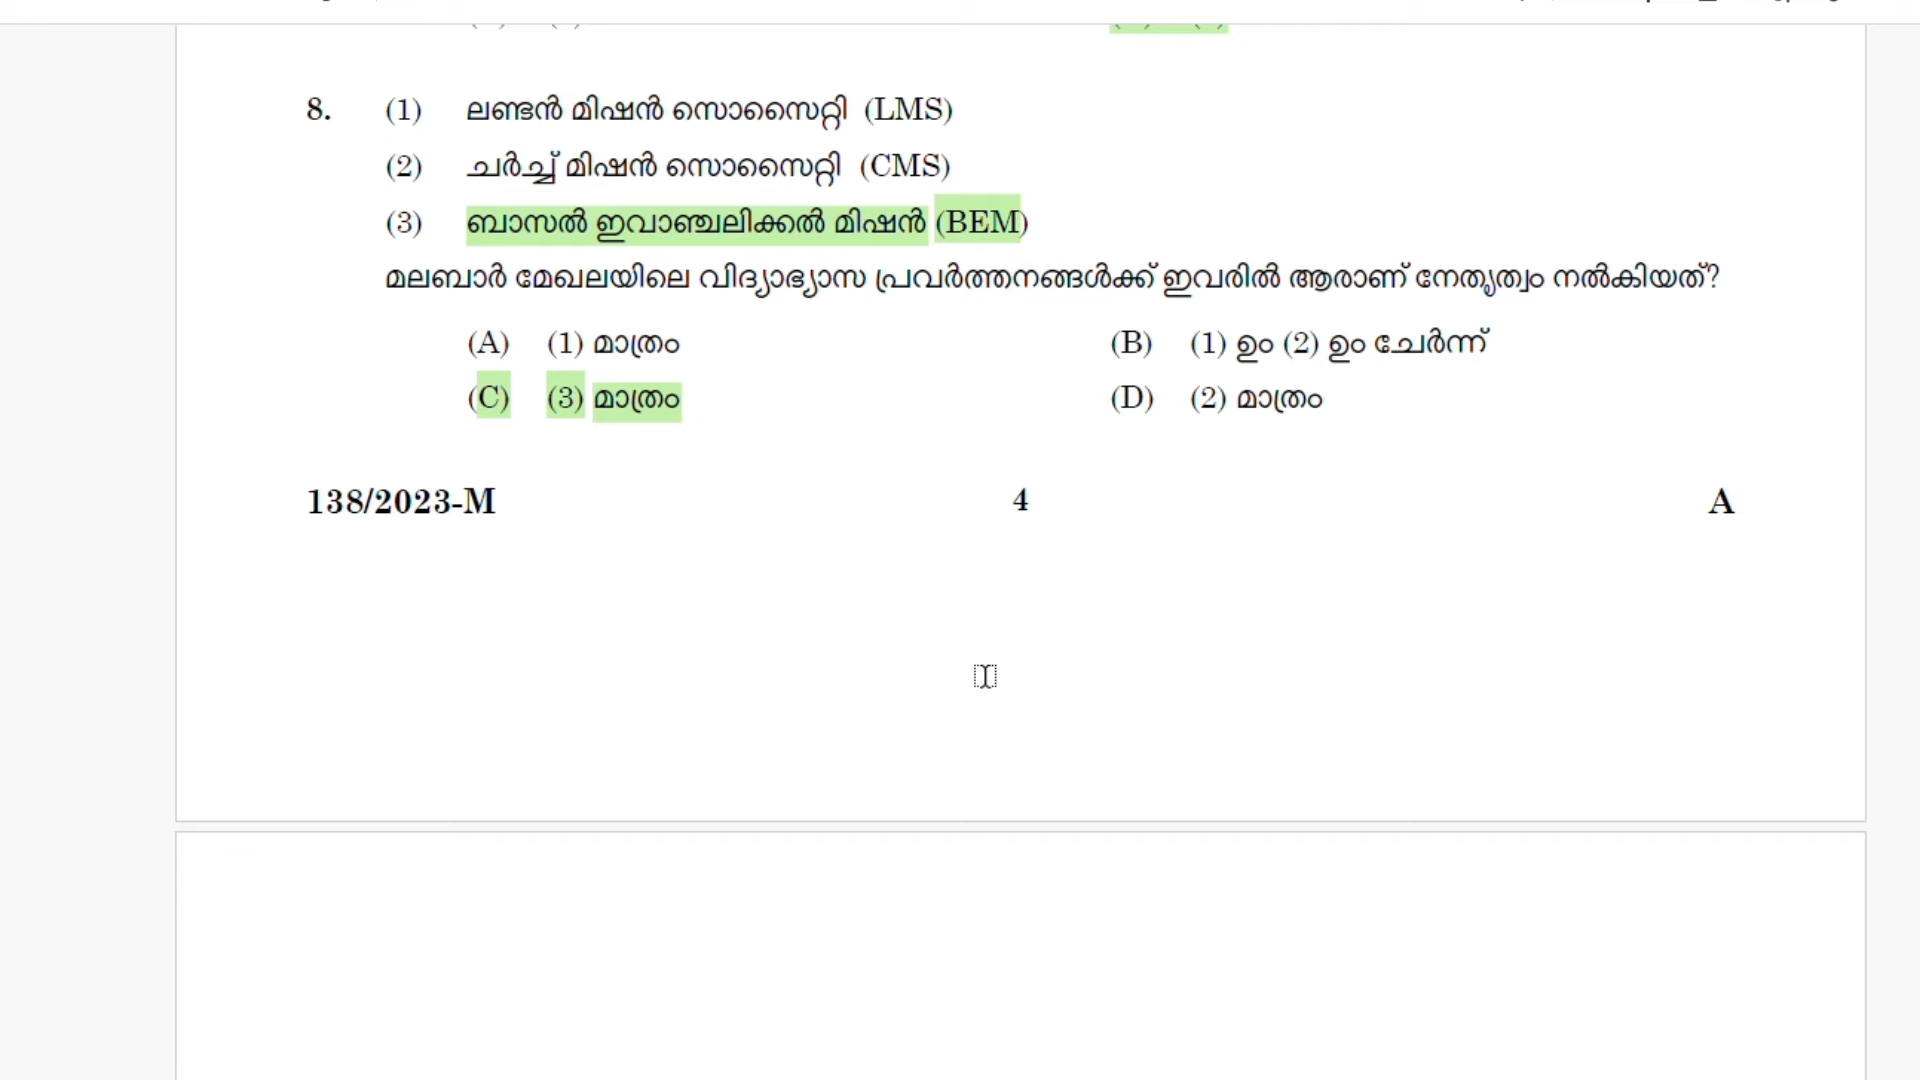 8. (1) ലണ്ടൻ മിഷൻ സൊസൈറ്റി (LMS)
(2) ചർച്ച് മിഷൻ സൊസൈറ്റി (CMS)
(3) ബാസൽ ഇവാഞ്ചലിക്കൽ മിഷൻ (BEM)
മലബാർ മേഖലയിലെ വിദ്യാഭ്യാസ പ്രവർത്തനങ്ങൾക്ക് ഇവരിൽ ആരാണ് നേതൃത്വം നൽകിയത്?
(A) (1) മാത്രം (B) (1) ഉം (2) ഉം ചേർന്ന്
(C) (3) മാത്രം (D) (2) മാത്രം
138/2023-M 4 A